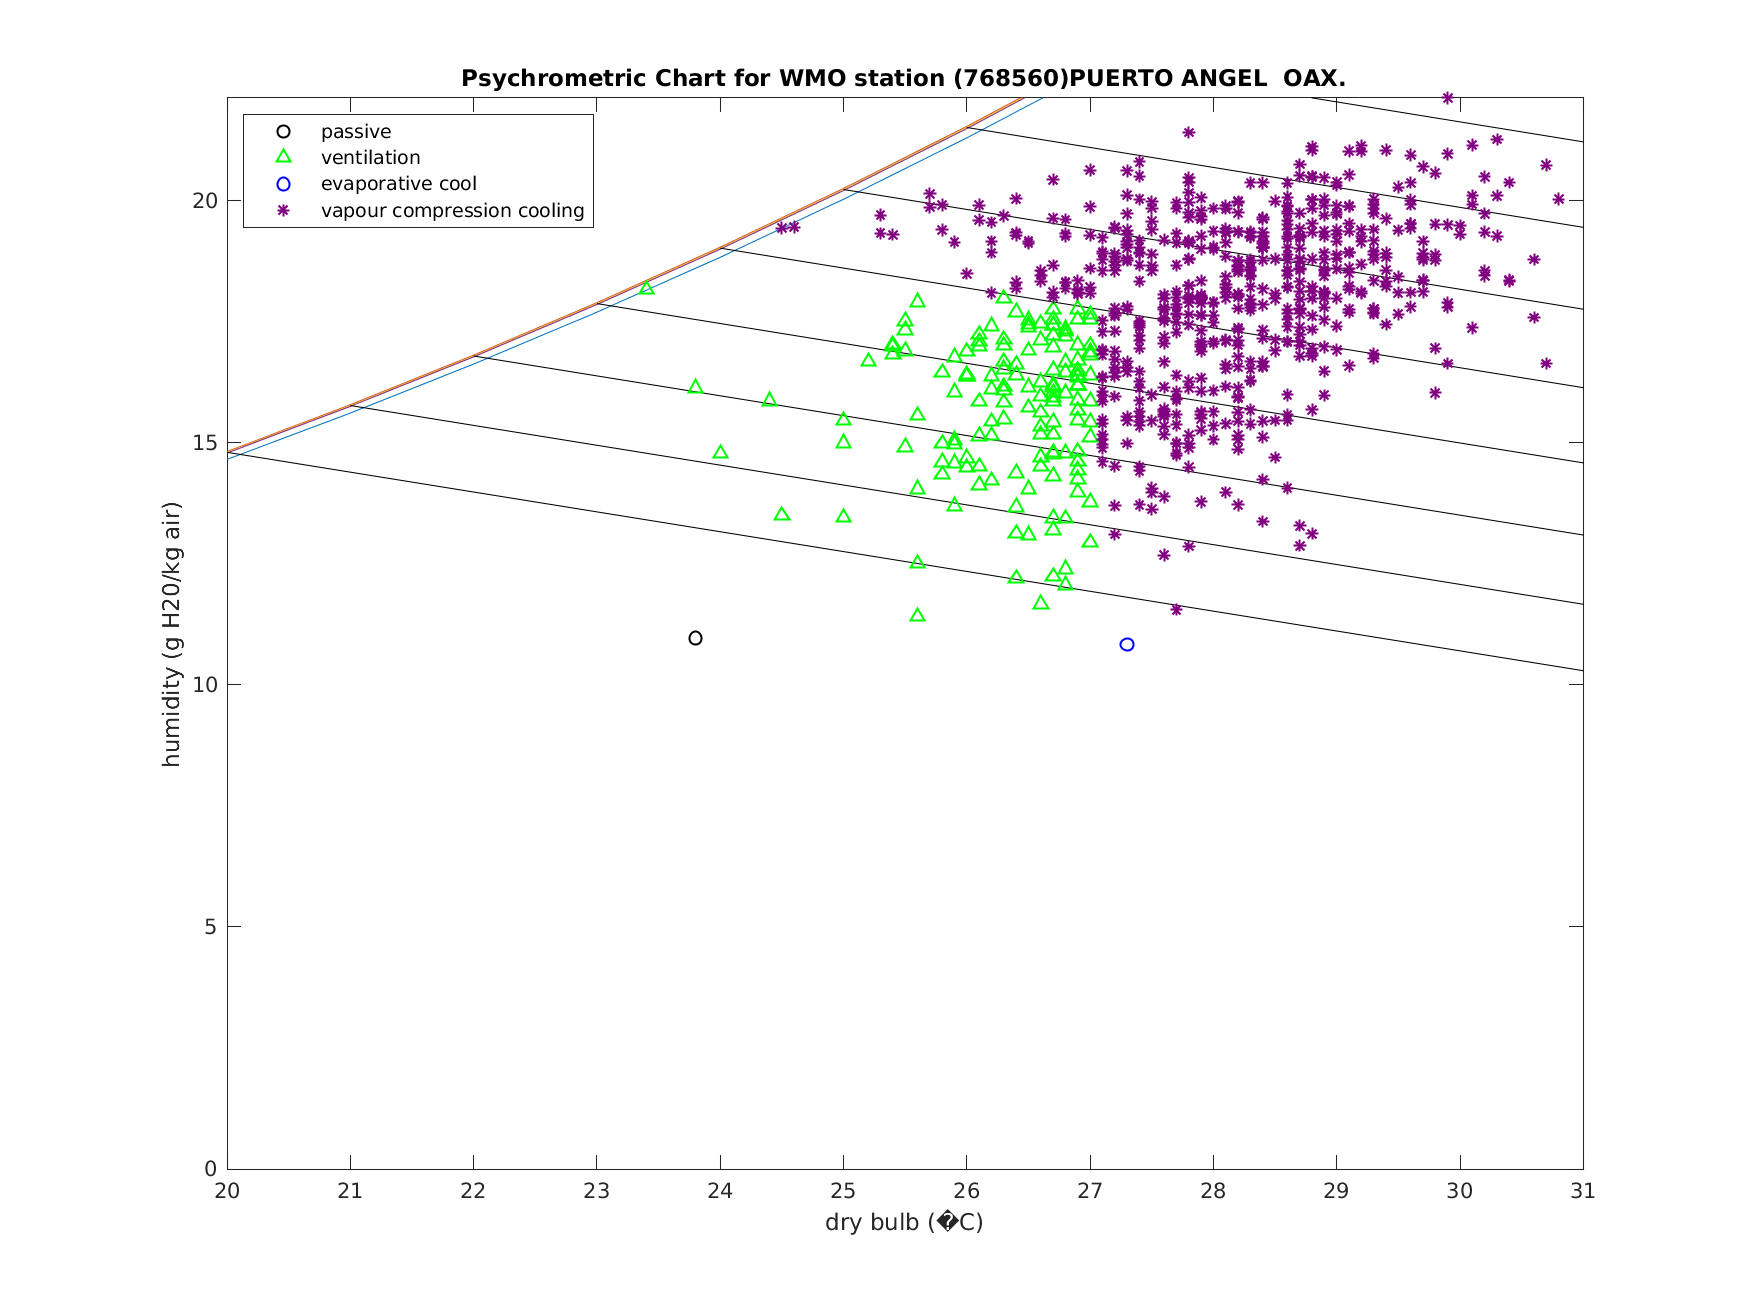 Psychrometric Chart for WMO station (768560)PUERTO ANGEL  OAX.
passive
ventilation
evaporative cool
vapour compression cooling
humidity (g H20/kg air)
20
15
10
5
0
20 21 22 23 24 25 26 27 28 29 30 31
dry bulb (�C)